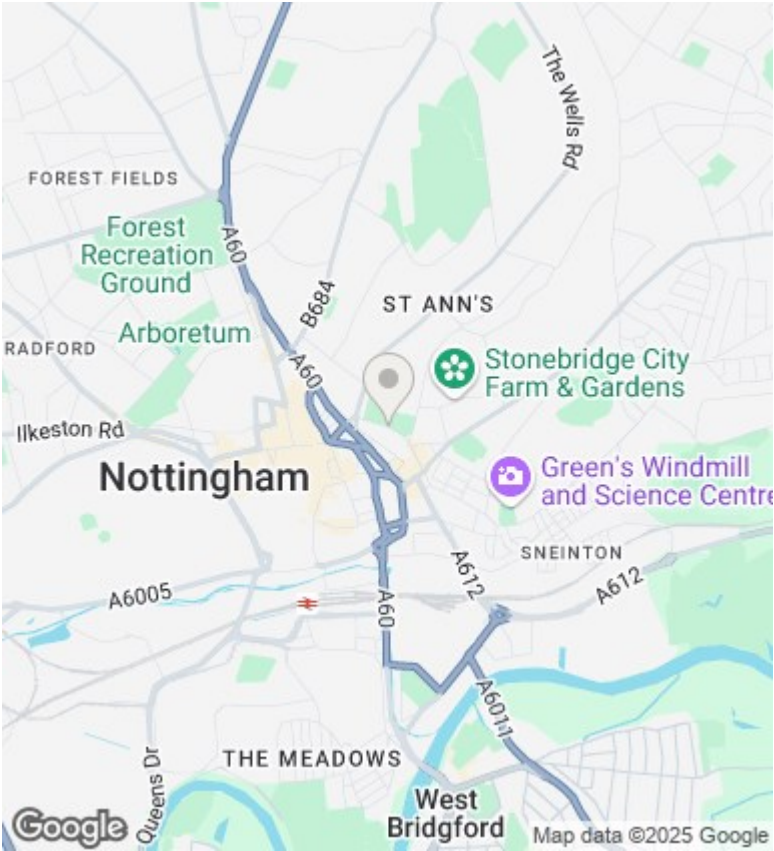 The Wells Rd
FOREST FIELDS
Forest
Recreation
Ground
A60
B684
ST ANN'S
Arboretum
RADFORD
A60
Stonebridge City
Farm & Gardens
Ilkeston Rd
Nottingham
Green's Windmill
and Science Centre
SNEINTON
A612
A612
A6005
A60
A6011
THE MEADOWS
Queens Dr
West
Bridgford
Google
Map data ©2025 Google